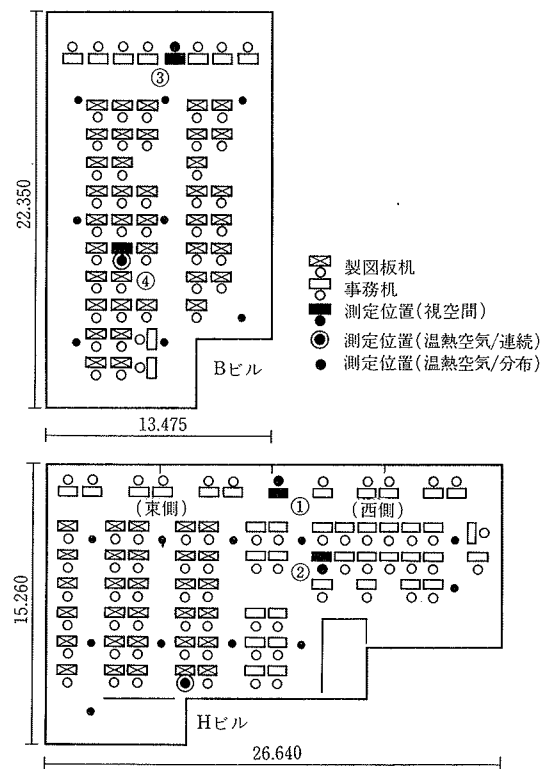 ③
22.350
④
製図板机
事務机
測定位置(視空間)
測定位置(温熱空気/連続)
測定位置(温熱空気/分布)
Bビル
13.475
①
(東側)
(西側)
②
15.260
Hビル
26.640